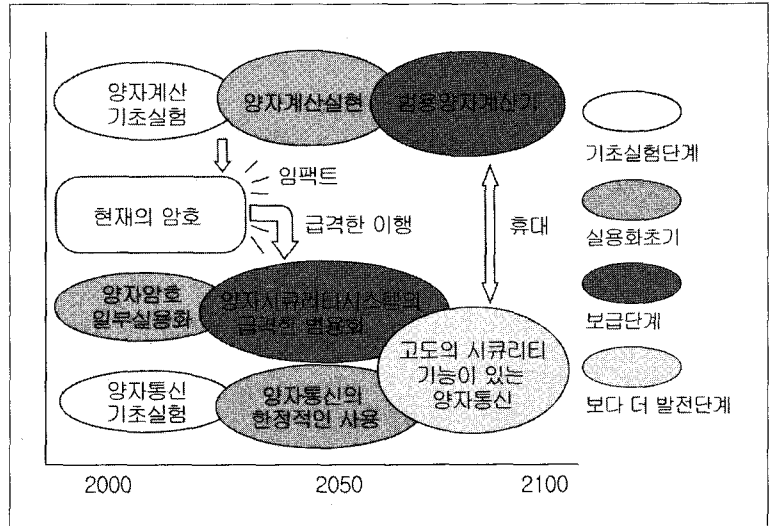 양자계산
기초실험
양자계산실현
범용양자계산기
기초실험단계
임팩트
현재의 암호
급격한 이행
휴대
실용화초기
양자암호
일부실용화
양자시큐리티시스템의
급격한 범용화
보급단계
고도의 시큐리티
기능이 있는
양자통신
양자통신
기초실험
양자통신의
한정적인 사용
보다 더 발전단계
2000
2050
2100